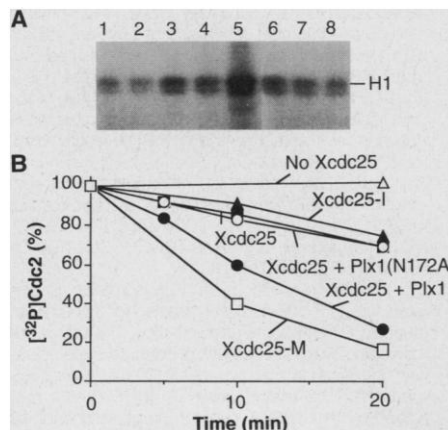 A
1 2 3 4 5 6 7 8
H1
B
No Xcdc25
Xcdc25-I
Xcdc25
Xcdc25 + Plx1(N172A)
Xcdc25 + Plx1
Xcdc25-M
[³²P]Cdc2 (%)
100
80
60
40
20
0
0 10 20
Time (min)